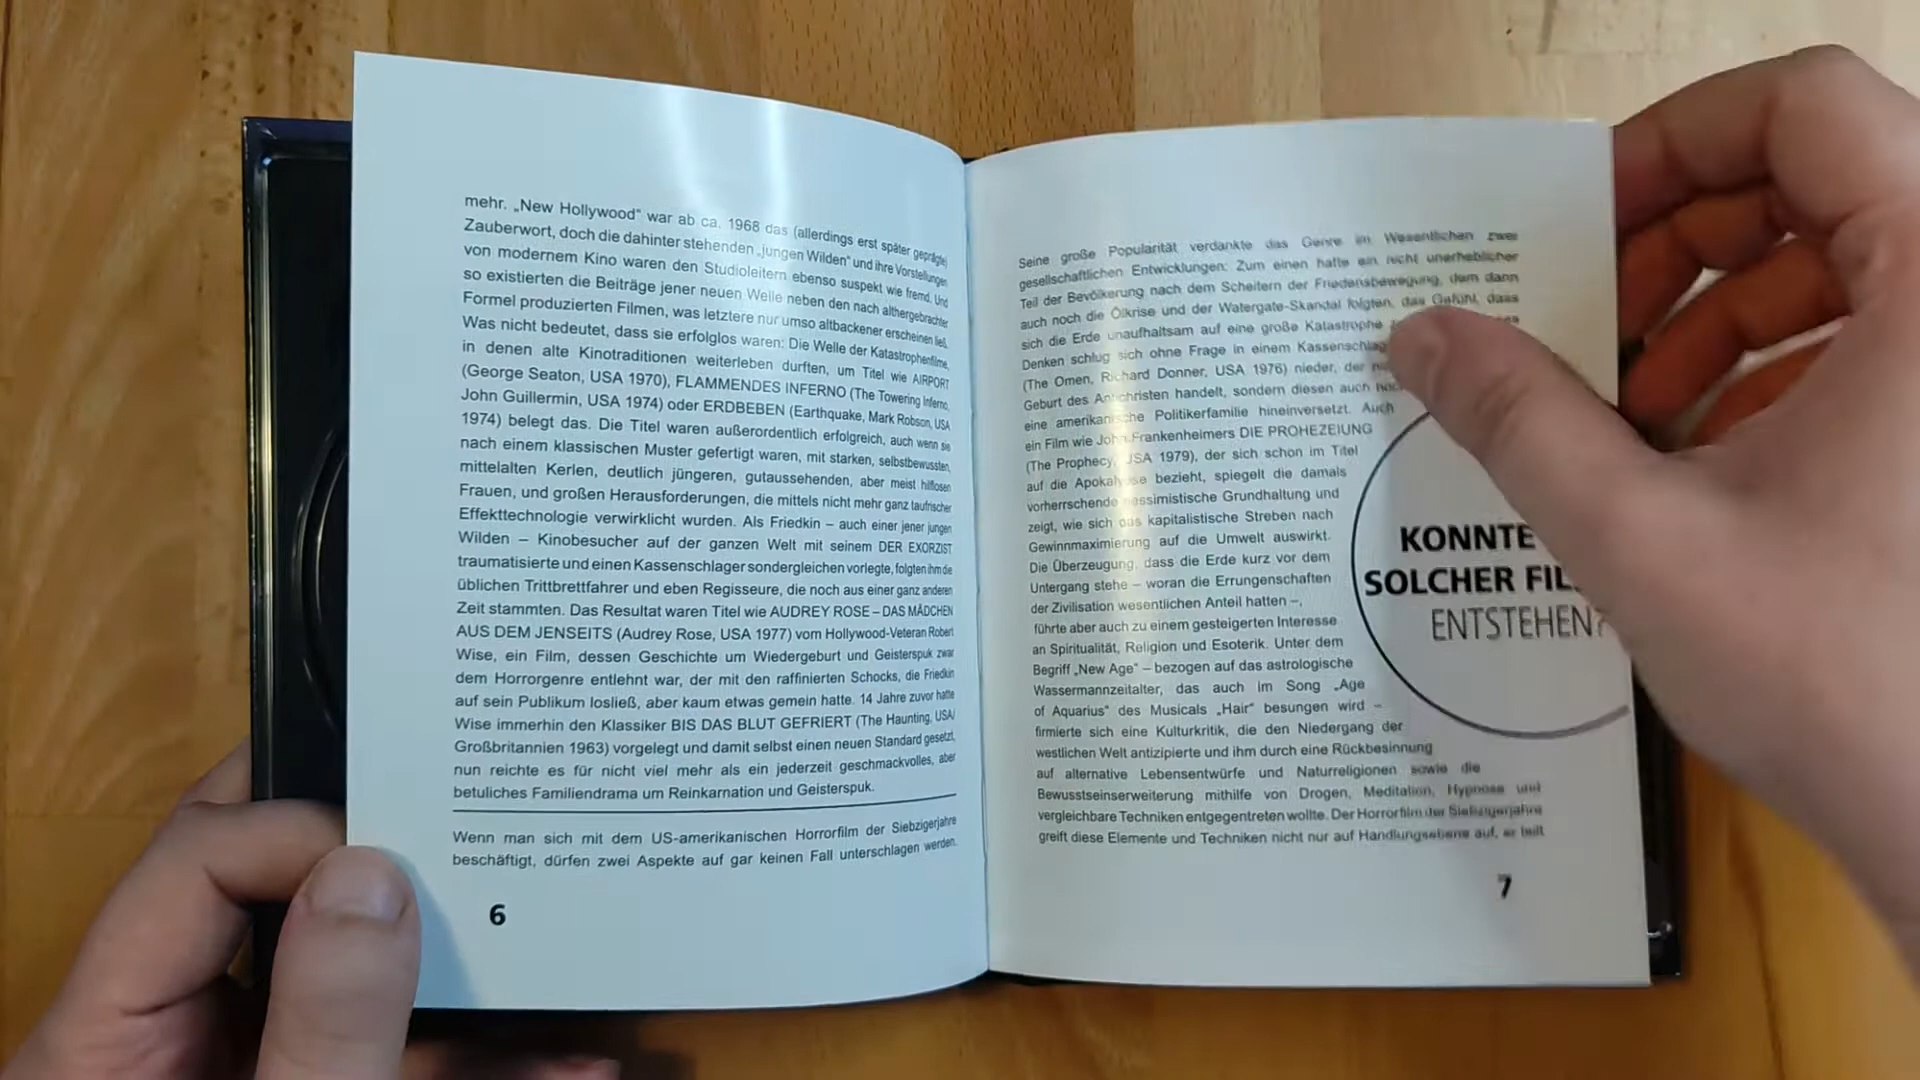 mehr. „New Hollywood“ war ab ca. 1968 das (allerdings erst später geprägte)
Zauberwort, doch die dahinter stehenden „jungen Wilden“ und ihre Vorstellungen
von modernem Kino waren den Studioleitern ebenso suspekt wie fremd. Und
so existierten die Beiträge jener neuen Welle neben den nach althergebrachter
Formel produzierten Filmen, was letztere nur umso altbackener erscheinen ließ.
Was nicht bedeutet, dass sie erfolglos waren: Die Welle der Katastrophenfilme,
in denen alte Kinotraditionen weiterleben durften, um Titel wie AIRPORT
(George Seaton, USA 1970), FLAMMENDES INFERNO (The Towering Inferno,
John Guillermin, USA 1974) oder ERDBEBEN (Earthquake, Mark Robson, USA
1974) belegt das. Die Titel waren außerordentlich erfolgreich, auch wenn sie
nach einem klassischen Muster gefertigt waren, mit starken, selbstbewussten,
mittelalten Kerlen, deutlich jüngeren, gutaussehenden, aber meist hilflosen
Frauen, und großen Herausforderungen, die mittels nicht mehr ganz taufrischer
Effekttechnologie verwirklicht wurden. Als Friedkin – auch einer jener jungen
Wilden – Kinobesucher auf der ganzen Welt mit seinem DER EXORZIST
traumatisierte und einen Kassenschlager sondergleichen vorlegte, folgten ihm die
üblichen Trittbrettfahrer und eben Regisseure, die noch aus einer ganz anderen
Zeit stammten. Das Resultat waren Titel wie AUDREY ROSE – DAS MÄDCHEN
AUS DEM JENSEITS (Audrey Rose, USA 1977) vom Hollywood-Veteran Robert
Wise, ein Film, dessen Geschichte um Wiedergeburt und Geisterspuk zwar
dem Horrorgenre entlehnt war, der mit den raffinierten Schocks, die Friedkin
auf sein Publikum losließ, aber kaum etwas gemein hatte. 14 Jahre zuvor hatte
Wise immerhin den Klassiker BIS DAS BLUT GEFRIERT (The Haunting, USA/
Großbritannien 1963) vorgelegt und damit selbst einen neuen Standard gesetzt,
nun reichte es für nicht viel mehr als ein jederzeit geschmackvolles, aber
betuliches Familiendrama um Reinkarnation und Geisterspuk.
Wenn man sich mit dem US-amerikanischen Horrorfilm der Siebzigerjahre
beschäftigt, dürfen zwei Aspekte auf gar keinen Fall unterschlagen werden.
6
Seine große Popularität verdankte das Genre im Wesentlichen zwei
gesellschaftlichen Entwicklungen: Zum einen hatte ein nicht unerheblicher
Teil der Bevölkerung nach dem Scheitern der Friedensbewegung, dem dann
auch noch die Ölkrise und der Watergate-Skandal folgten, das Gefühl, dass
sich die Erde unaufhaltsam auf eine große Katastrophe
Denken schlug sich ohne Frage in einem Kassenschlag
(The Omen, Richard Donner, USA 1976) nieder, der
Geburt des Antichristen handelt, sondern diesen auch noch
eine amerikanische Politikerfamilie hineinversetzt. Auch
ein Film wie John Frankenheimers DIE PROHEZEIUNG
(The Prophecy, USA 1979), der sich schon im Titel
auf die Apokalypse bezieht, spiegelt die damals
vorherrschende pessimistische Grundhaltung und
zeigt, wie sich das kapitalistische Streben nach
Gewinnmaximierung auf die Umwelt auswirkt.
Die Überzeugung, dass die Erde kurz vor dem
Untergang stehe – woran die Errungenschaften
der Zivilisation wesentlichen Anteil hatten –,
führte aber auch zu einem gesteigerten Interesse
an Spiritualität, Religion und Esoterik. Unter dem
Begriff „New Age“ – bezogen auf das astrologische
Wassermannzeitalter, das auch im Song „Age
of Aquarius“ des Musicals „Hair“ besungen wird –
firmierte sich eine Kulturkritik, die den Niedergang der
westlichen Welt antizipierte und ihm durch eine Rückbesinnung
auf alternative Lebensentwürfe und Naturreligionen sowie die
Bewusstseinserweiterung mithilfe von Drogen, Meditation, Hypnose und
vergleichbare Techniken entgegentreten wollte. Der Horrorfilm der Siebzigerjahre
greift diese Elemente und Techniken nicht nur auf Handlungsebene auf, er teilt
KONNTE
SOLCHER FIL
ENTSTEHEN?
7